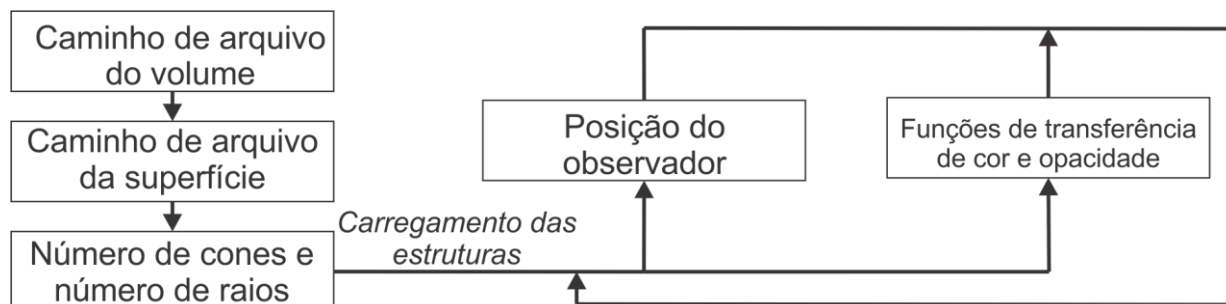 Caminho de arquivo
do volume
Caminho de arquivo
da superfície
Número de cones e
número de raios
Carregamento das
estruturas
Posição do
observador
Funções de transferência
de cor e opacidade